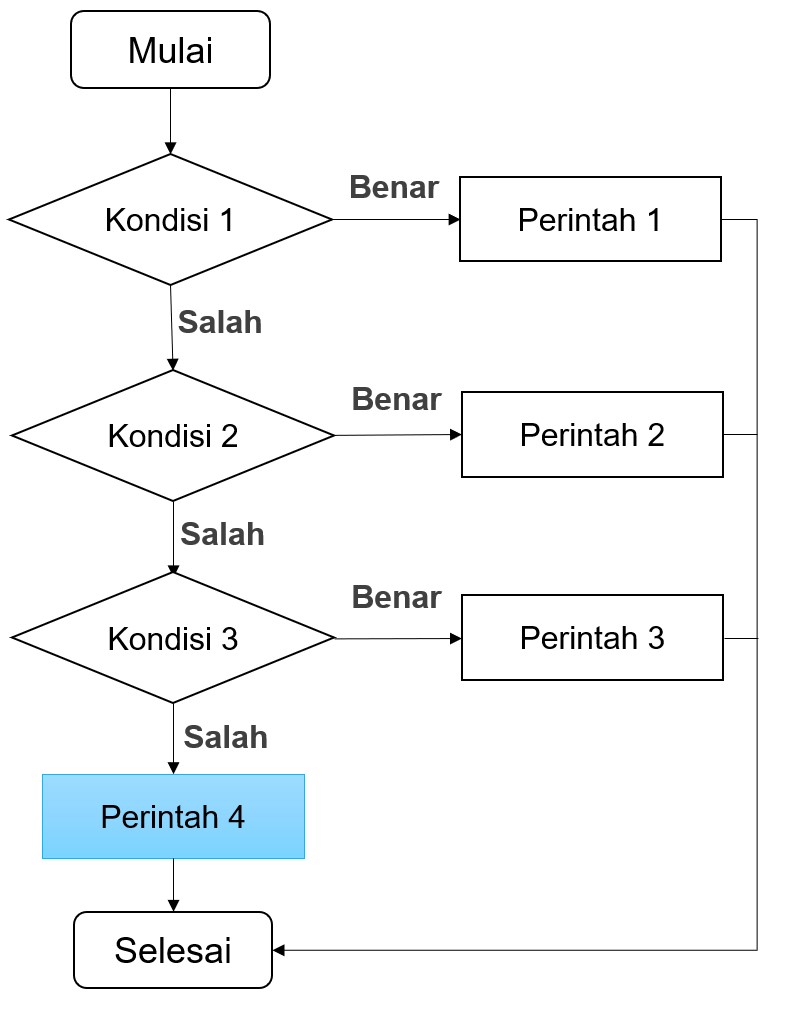 Mulai
Benar
Kondisi 1
Perintah 1
Salah
Benar
Kondisi 2
Perintah 2
Salah
Benar
Kondisi 3
Perintah 3
Salah
Perintah 4
Selesai